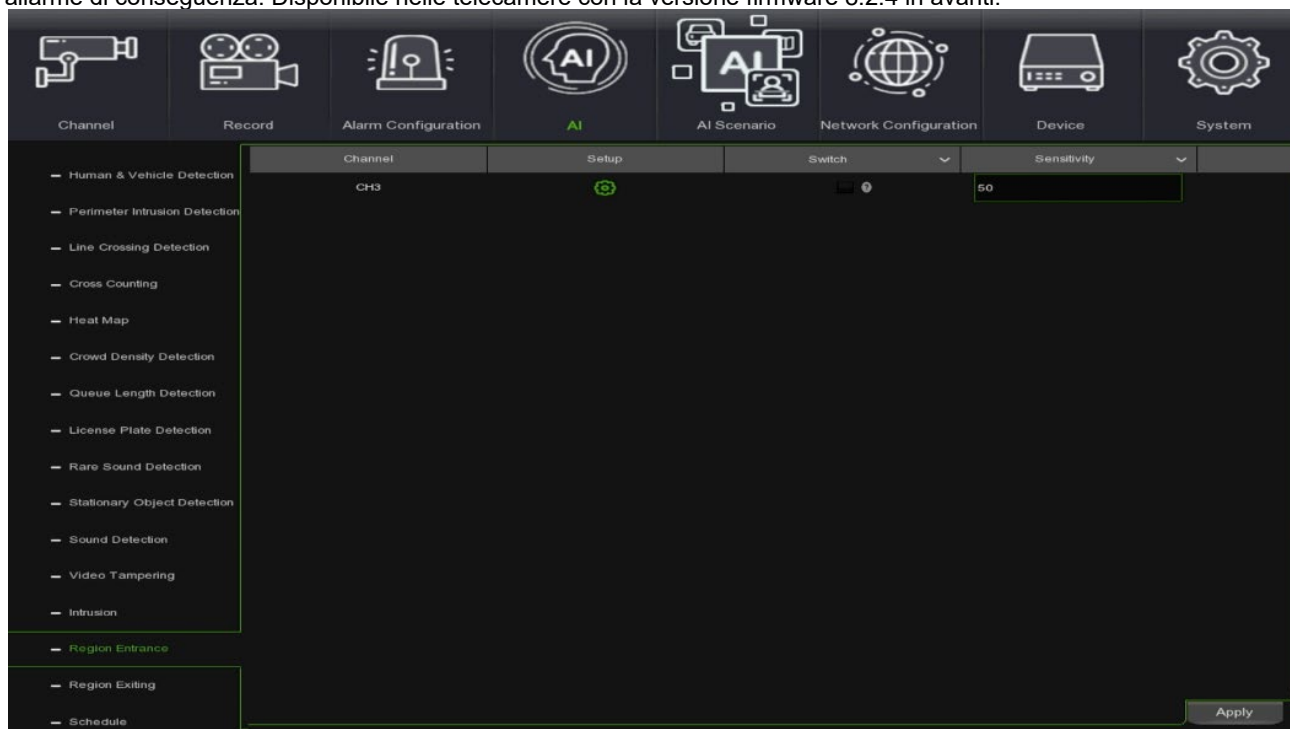 allarme di conseguenza. Disponibile nelle telecamere con la versione firmware 8.2.4 in avanti.
AI
AI
Channel Record Alarm Configuration AI AI Scenario Network Configuration Device System
Channel Setup Switch Sensitivity
CH3 50
Human & Vehicle Detection
Perimeter Intrusion Detection
Line Crossing Detection
Cross Counting
Heat Map
Crowd Density Detection
Queue Length Detection
License Plate Detection
Rare Sound Detection
Stationary Object Detection
Sound Detection
Video Tampering
Intrusion
Region Entrance
Region Exiting
Schedule
Apply